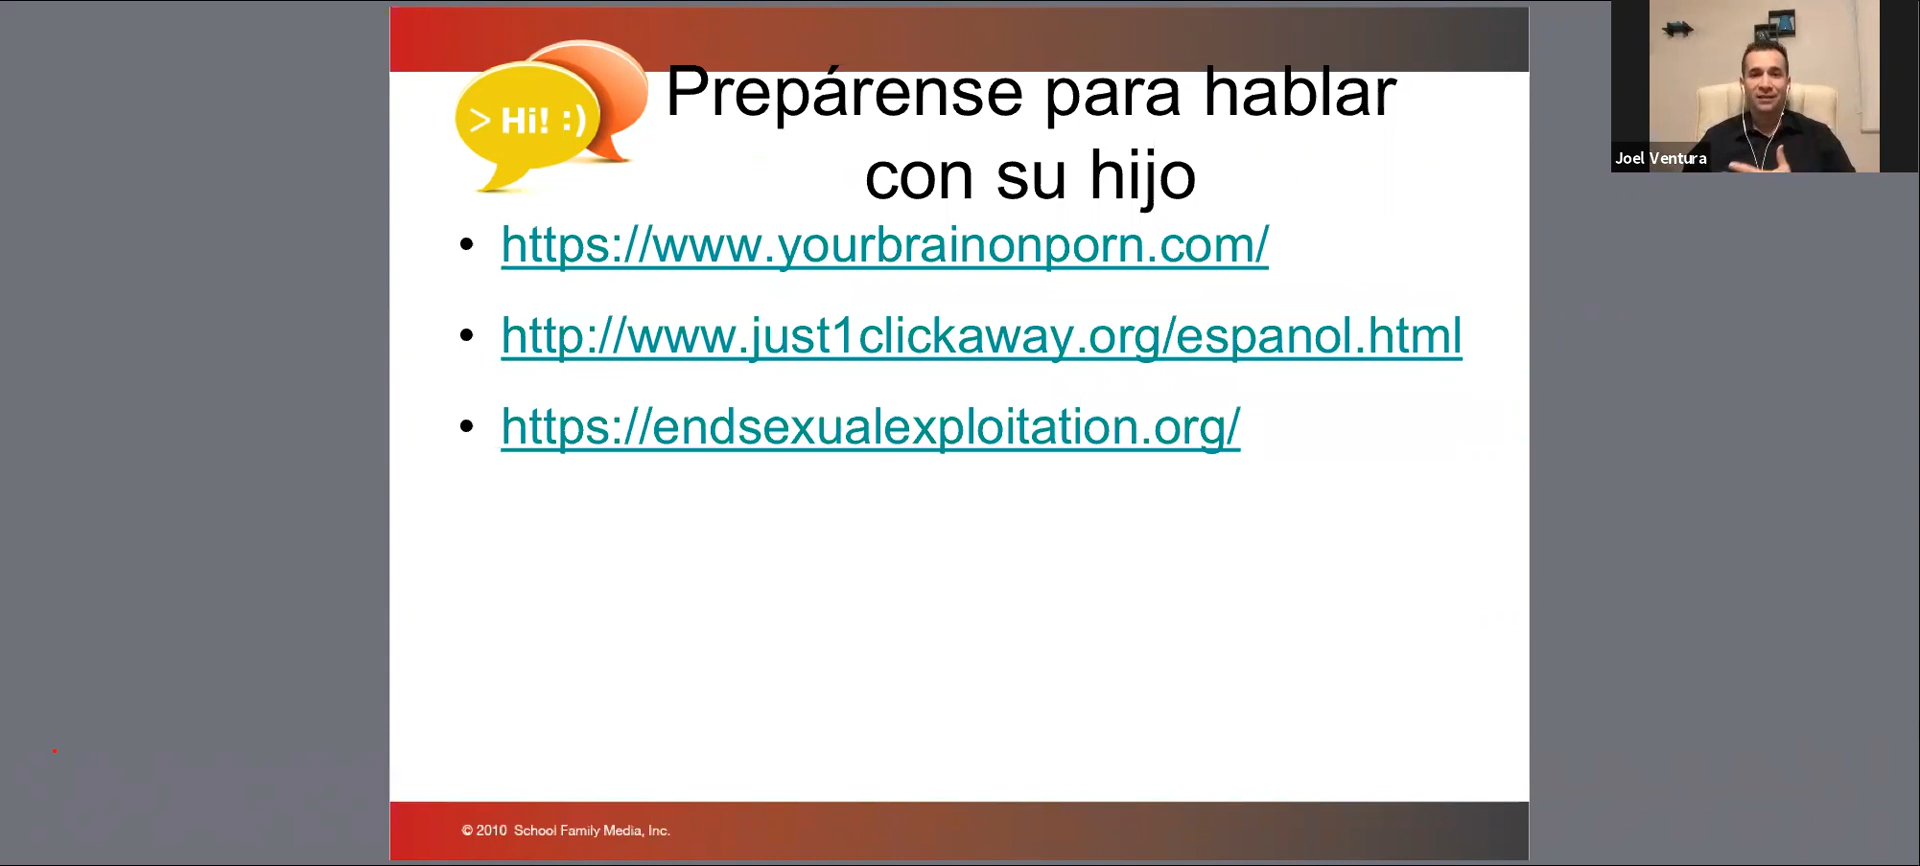 > Hi! :)
Prepárense para hablar
con su hijo
• https://www.yourbrainonporn.com/
• http://www.just1clickaway.org/espanol.html
• https://endsexualexploitation.org/
© 2010 School Family Media, Inc.
Joel Ventura